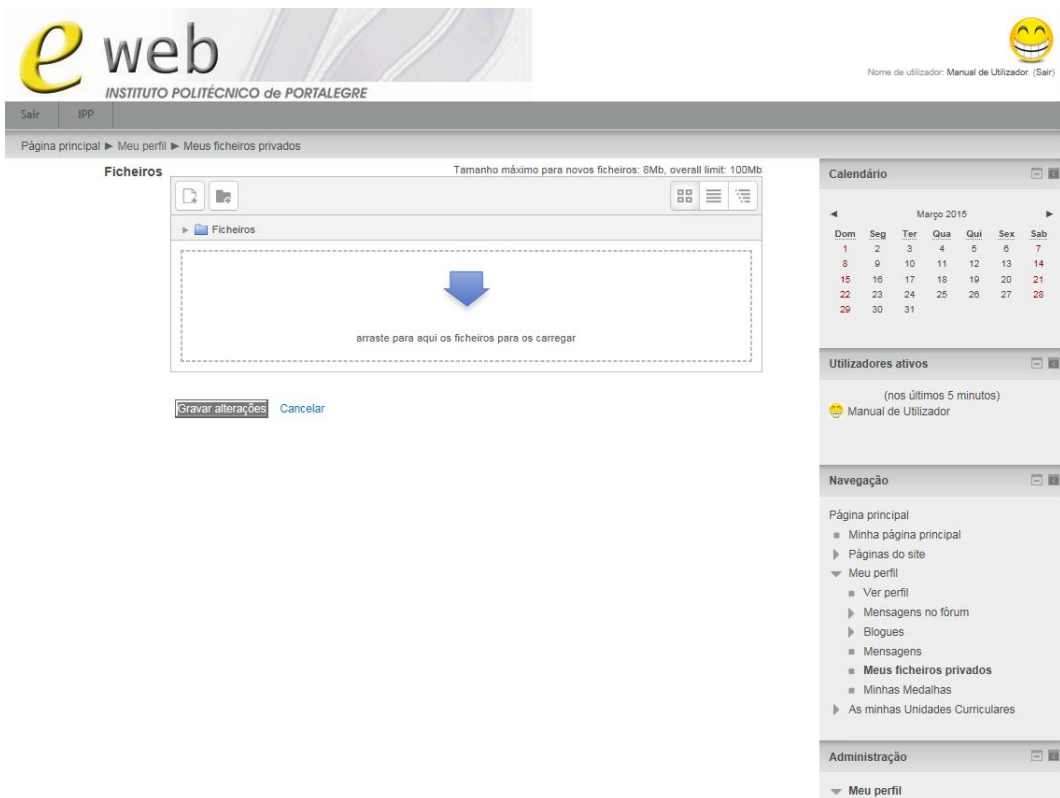 e web
INSTITUTO POLITÉCNICO de PORTALEGRE
Nome de utilizador: Manual de Utilizador. (Sair)
Sair IPP
Página principal ► Meu perfil ► Meus ficheiros privados
Ficheiros
Tamanho máximo para novos ficheiros: 8Mb, overall limit: 100Mb
Ficheiros
arraste para aqui os ficheiros para os carregar
Gravar alterações Cancelar
Calendário
◄ Março 2015 ►
Dom Seg Ter Qua Qui Sex Sab
1 2 3 4 5 6 7
8 9 10 11 12 13 14
15 16 17 18 19 20 21
22 23 24 25 26 27 28
29 30 31
Utilizadores ativos
(nos últimos 5 minutos)
Manual de Utilizador
Navegação
Página principal
Minha página principal
Páginas do site
Meu perfil
Ver perfil
Mensagens no fórum
Blogues
Mensagens
Meus ficheiros privados
Minhas Medalhas
As minhas Unidades Curriculares
Administração
Meu perfil